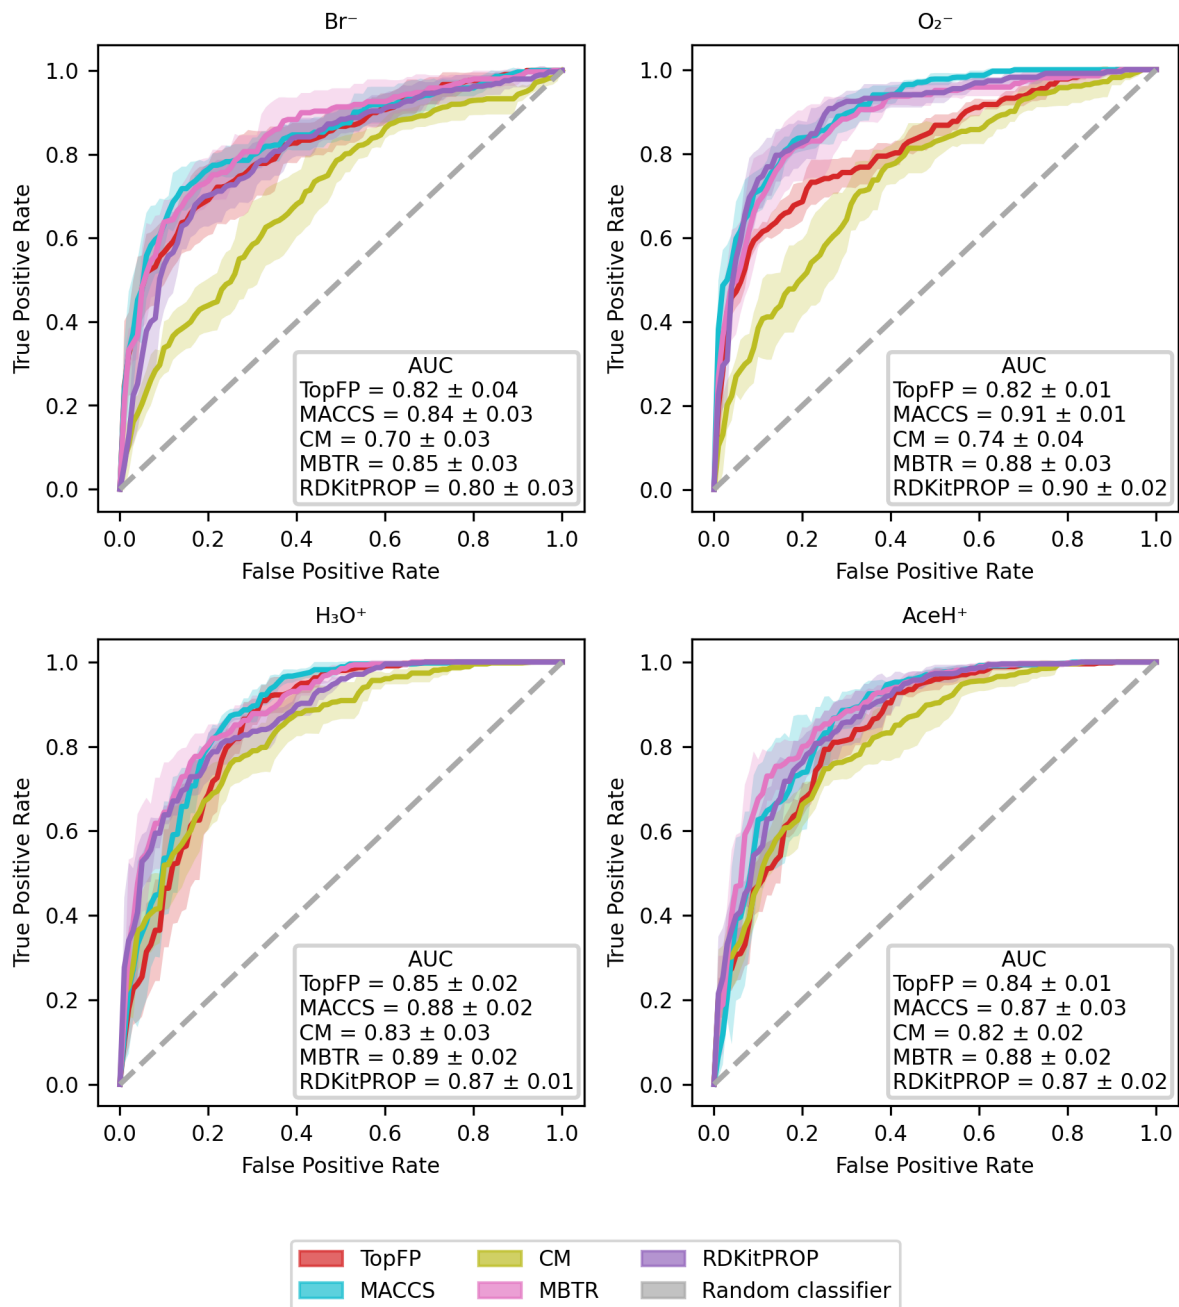 Br⁻
1.0
0.8
0.6
0.4
0.2
0.0
True Positive Rate
AUC
TopFP = 0.82 ± 0.04
MACCS = 0.84 ± 0.03
CM = 0.70 ± 0.03
MBTR = 0.85 ± 0.03
RDKitPROP = 0.80 ± 0.03
0.0 0.2 0.4 0.6 0.8 1.0
False Positive Rate
O₂⁻
1.0
0.8
0.6
0.4
0.2
0.0
True Positive Rate
AUC
TopFP = 0.82 ± 0.01
MACCS = 0.91 ± 0.01
CM = 0.74 ± 0.04
MBTR = 0.88 ± 0.03
RDKitPROP = 0.90 ± 0.02
0.0 0.2 0.4 0.6 0.8 1.0
False Positive Rate
H₃O⁺
1.0
0.8
0.6
0.4
0.2
0.0
True Positive Rate
AUC
TopFP = 0.85 ± 0.02
MACCS = 0.88 ± 0.02
CM = 0.83 ± 0.03
MBTR = 0.89 ± 0.02
RDKitPROP = 0.87 ± 0.01
0.0 0.2 0.4 0.6 0.8 1.0
False Positive Rate
AceH⁺
1.0
0.8
0.6
0.4
0.2
0.0
True Positive Rate
AUC
TopFP = 0.84 ± 0.01
MACCS = 0.87 ± 0.03
CM = 0.82 ± 0.02
MBTR = 0.88 ± 0.02
RDKitPROP = 0.87 ± 0.02
0.0 0.2 0.4 0.6 0.8 1.0
False Positive Rate
TopFP CM RDKitPROP
MACCS MBTR Random classifier